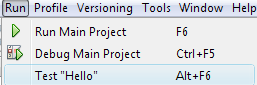 Run Profile Versioning Tools Window Help
Run Main Project F6
Debug Main Project Ctrl+F5
Test "Hello" Alt+F6